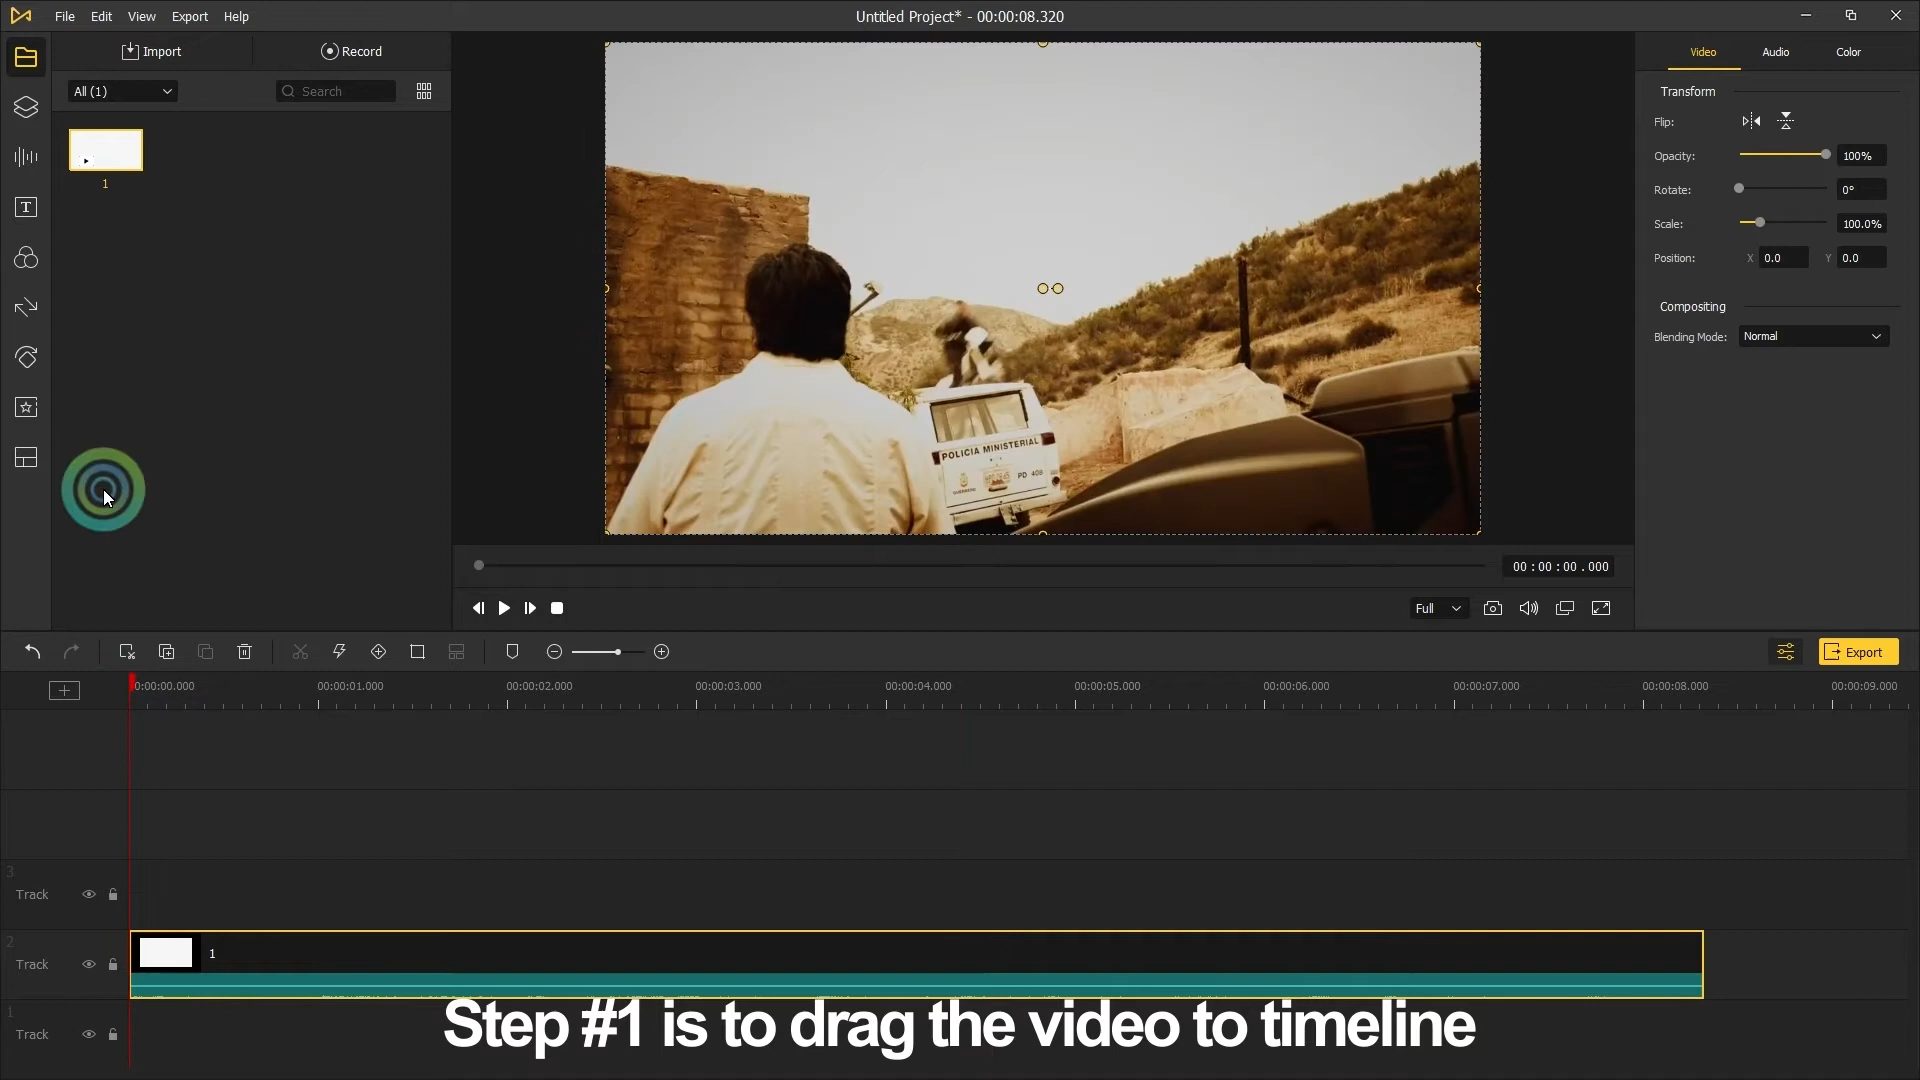 File Edit View Export Help
Untitled Project* - 00:00:08.320
Import
Record
All (1)
Search
1
POLICIA MINISTERIAL
PD 408
Video Audio Color
Transform
Flip:
Opacity: 100%
Rotate: 0°
Scale: 100.0%
Position: X 0.0 Y 0.0
Compositing
Blending Mode: Normal
00 : 00 : 00 . 000
Full
Export
0:00:00.000 00:00:01.000 00:00:02.000 00:00:03.000 00:00:04.000 00:00:05.000 00:00:06.000 00:00:07.000 00:00:08.000 00:00:09.000
3
Track
2
Track
1
1
Track
Step #1 is to drag the video to timeline